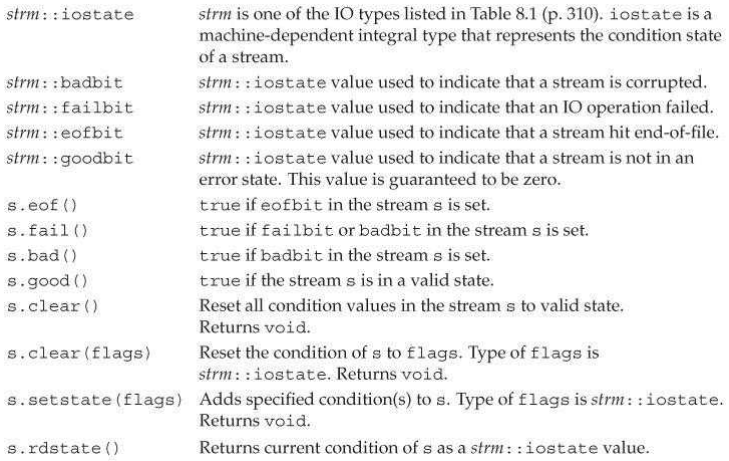 strm::iostate strm is one of the IO types listed in Table 8.1 (p. 310). iostate is a
machine-dependent integral type that represents the condition state
of a stream.
strm::badbit strm::iostate value used to indicate that a stream is corrupted.
strm::failbit strm::iostate value used to indicate that an IO operation failed.
strm::eofbit strm::iostate value used to indicate that a stream hit end-of-file.
strm::goodbit strm::iostate value used to indicate that a stream is not in an
error state. This value is guaranteed to be zero.
s.eof() true if eofbit in the stream s is set.
s.fail() true if failbit or badbit in the stream s is set.
s.bad() true if badbit in the stream s is set.
s.good() true if the stream s is in a valid state.
s.clear() Reset all condition values in the stream s to valid state.
Returns void.
s.clear(flags) Reset the condition of s to flags. Type of flags is
strm::iostate. Returns void.
s.setstate(flags) Adds specified condition(s) to s. Type of flags is strm::iostate.
Returns void.
s.rdstate() Returns current condition of s as a strm::iostate value.